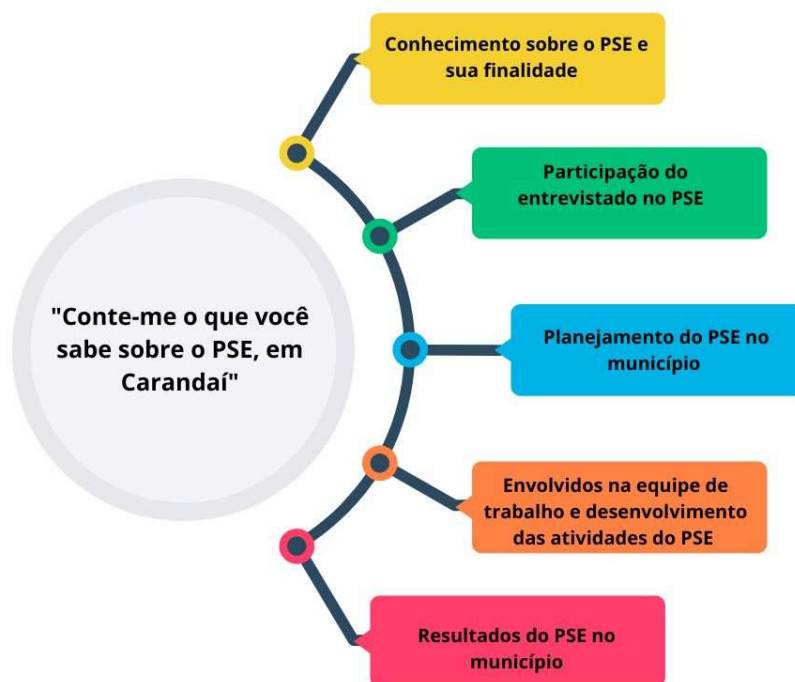 Conhecimento sobre o PSE e
sua finalidade
Participação do
entrevistado no PSE
"Conte-me o que você
sabe sobre o PSE, em
Carandaí"
Planejamento do PSE no
município
Envolvidos na equipe de
trabalho e desenvolvimento
das atividades do PSE
Resultados do PSE no
município